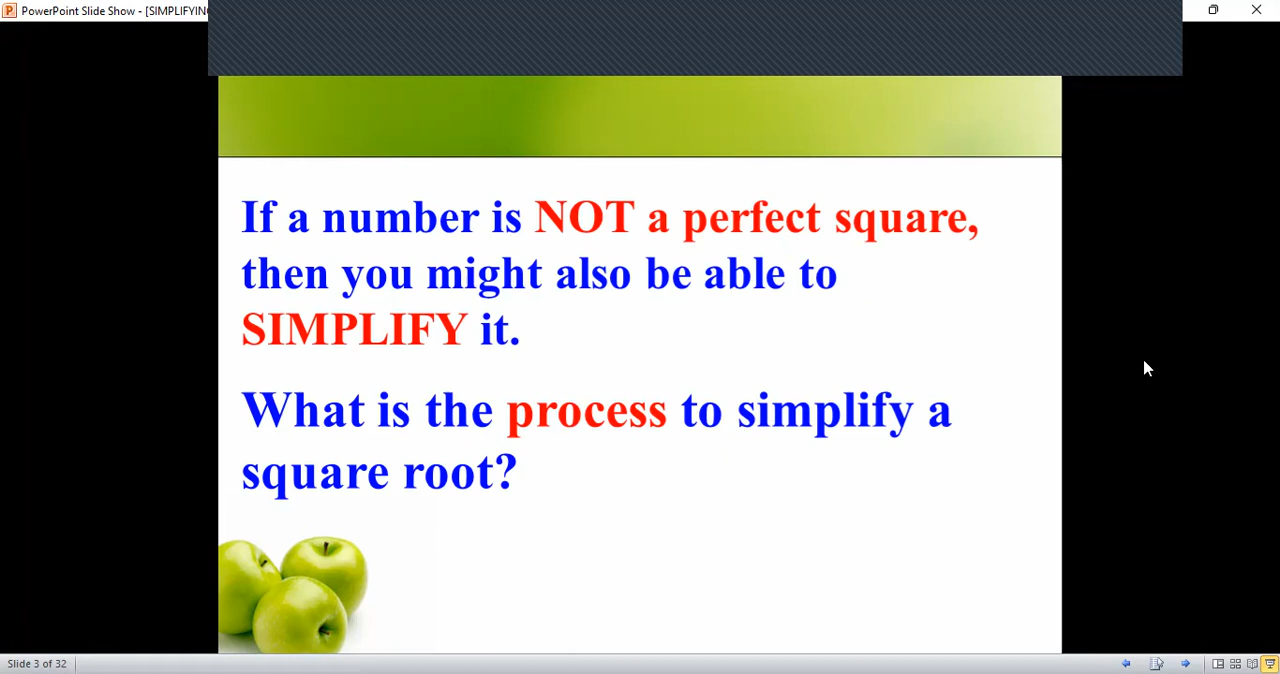 PowerPoint Slide Show - [SIMPLIFYING
If a number is NOT a perfect square,
then you might also be able to
SIMPLIFY it.
What is the process to simplify a
square root?
Slide 3 of 32